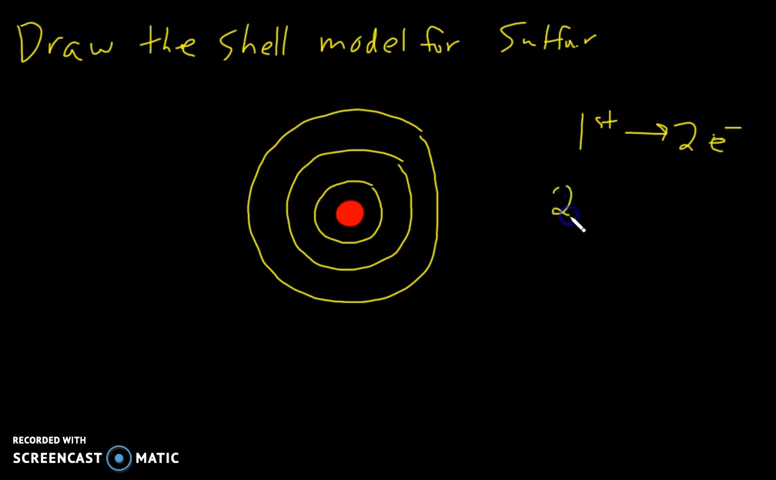 Draw the shell model for Sulfur
1st → 2 e⁻
2
RECORDED WITH
SCREENCAST MATIC